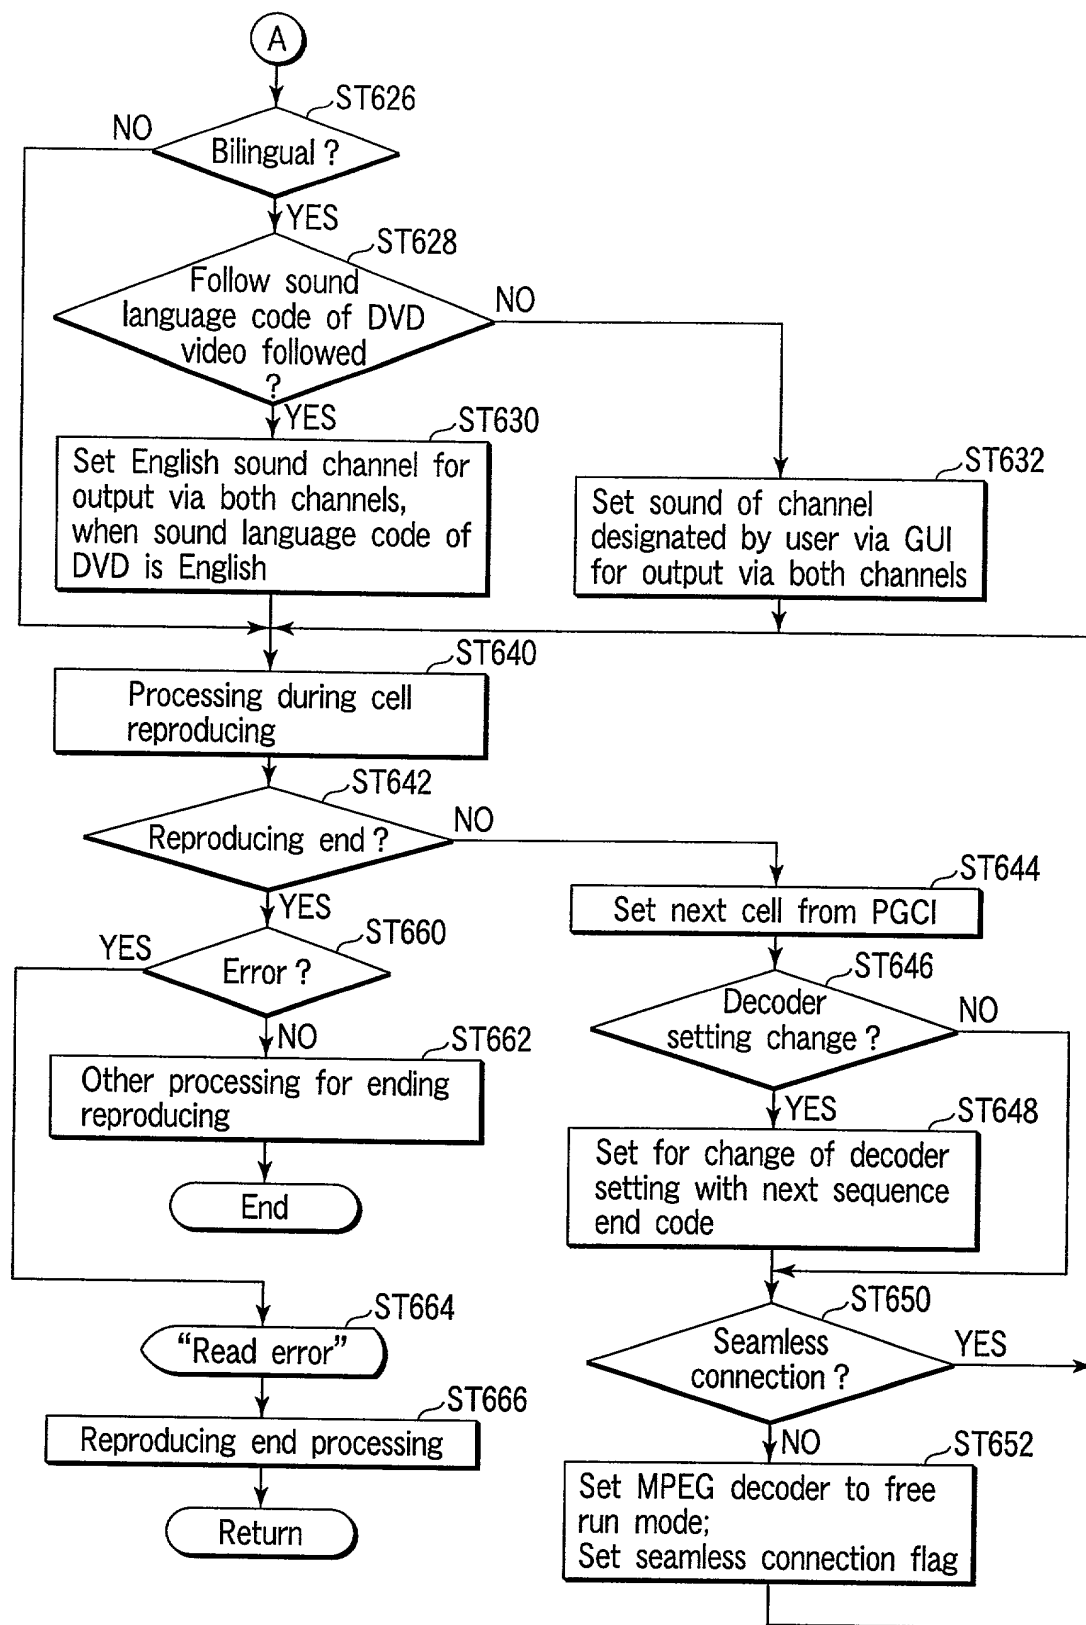 A
ST626
NO
Bilingual ?
YES
ST628
Follow sound
language code of DVD
video followed
?
NO
YES
ST630
Set English sound channel for
output via both channels,
when sound language code of
DVD is English
ST632
Set sound of channel
designated by user via GUI
for output via both channels
ST640
Processing during cell
reproducing
ST642
Reproducing end ?
NO
YES
ST644
Set next cell from PGCI
ST660
YES
Error ?
NO
ST646
Decoder
setting change ?
NO
YES
ST662
Other processing for ending
reproducing
End
ST648
Set for change of decoder
setting with next sequence
end code
ST650
Seamless
connection ?
YES
NO
ST664
“Read error”
ST666
Reproducing end processing
Return
ST652
Set MPEG decoder to free
run mode;
Set seamless connection flag